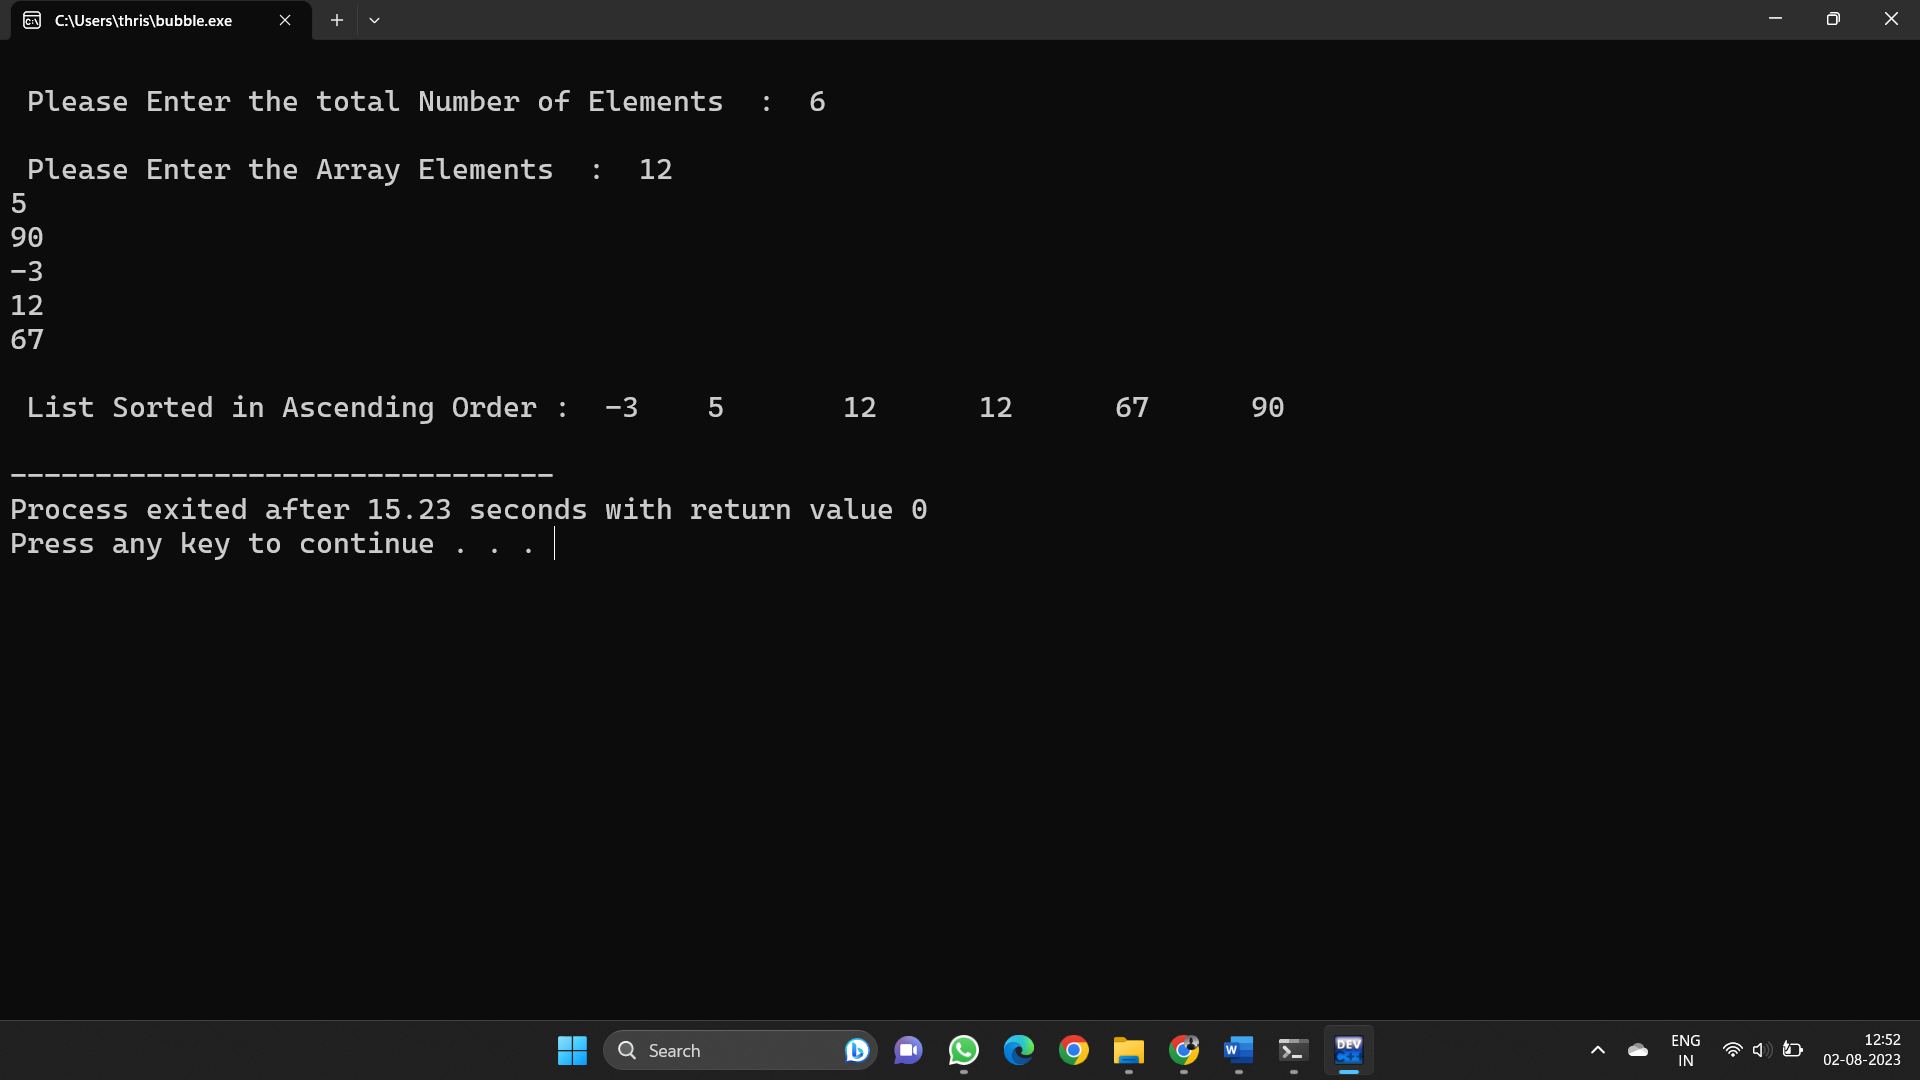 C:\Users\thris\bubble.exe
Please Enter the total Number of Elements  :  6
Please Enter the Array Elements  :  12
5
90
-3
12
67
List Sorted in Ascending Order :  -3    5       12      12      67      90
--------------------------------
Process exited after 15.23 seconds with return value 0
Press any key to continue . . .
Search
W
DEV
C++
ENG
IN
12:52
02-08-2023